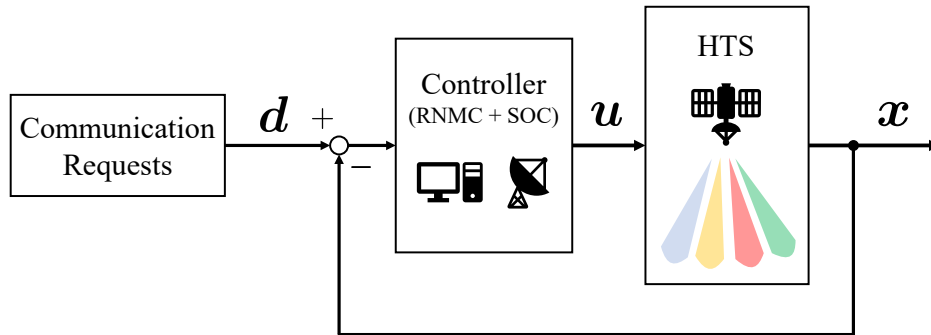 Communication
Requests
d
+
−
Controller
(RNMC + SOC)
u
HTS
x